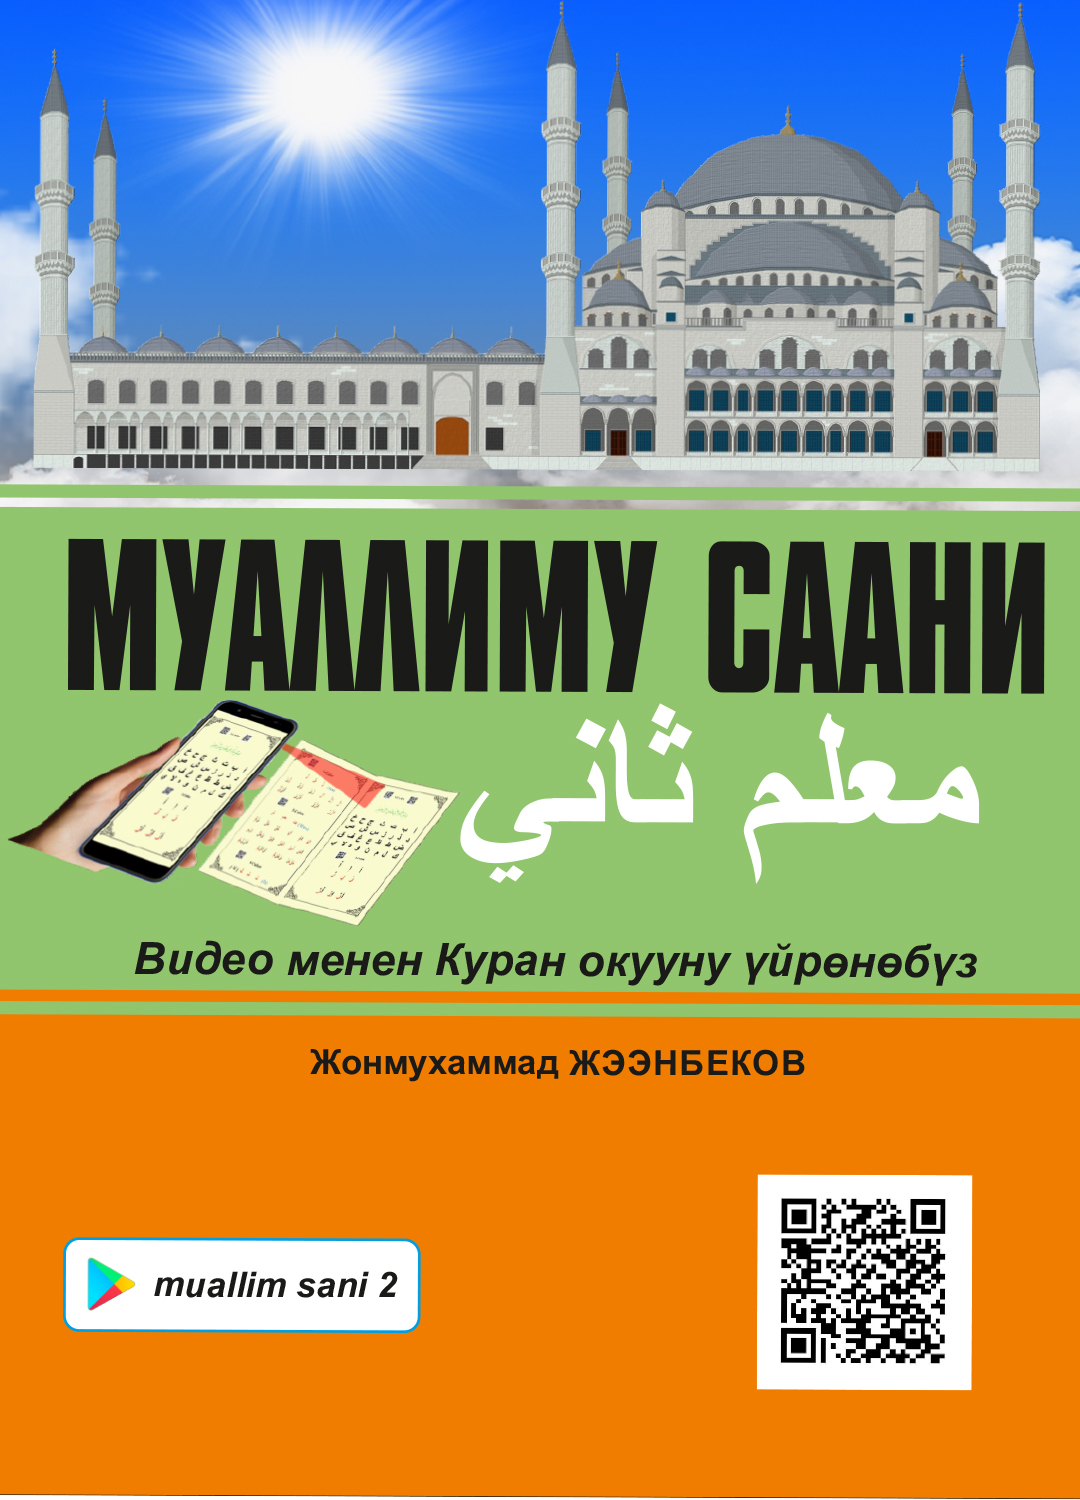 МУАЛЛИМУ СААНИ
معلم ثاني
Видео менен Куран окууну үйрөнөбүз
Жонмухаммад ЖЭЭНБЕКОВ
muallim sani 2